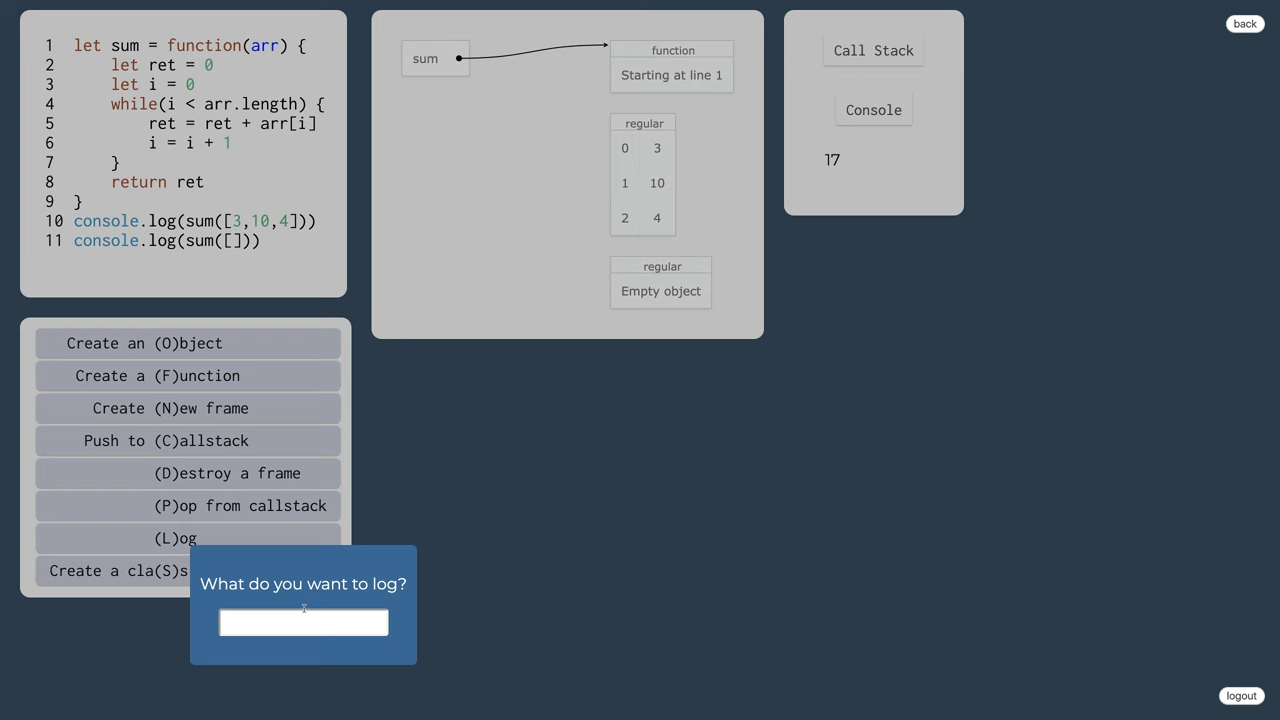 1 let sum = function(arr) {
2 let ret = 0
3 let i = 0
4 while(i < arr.length) {
5 ret = ret + arr[i]
6 i = i + 1
7 }
8 return ret
9 }
10 console.log(sum([3,10,4]))
11 console.log(sum([]))
Create an (O)bject
Create a (F)unction
Create (N)ew frame
Push to (C)allstack
(D)estroy a frame
(P)op from callstack
(L)og
Create a cla(S)s
What do you want to log?
sum
function
Starting at line 1
regular
0 3
1 10
2 4
regular
Empty object
Call Stack
Console
17
back
logout